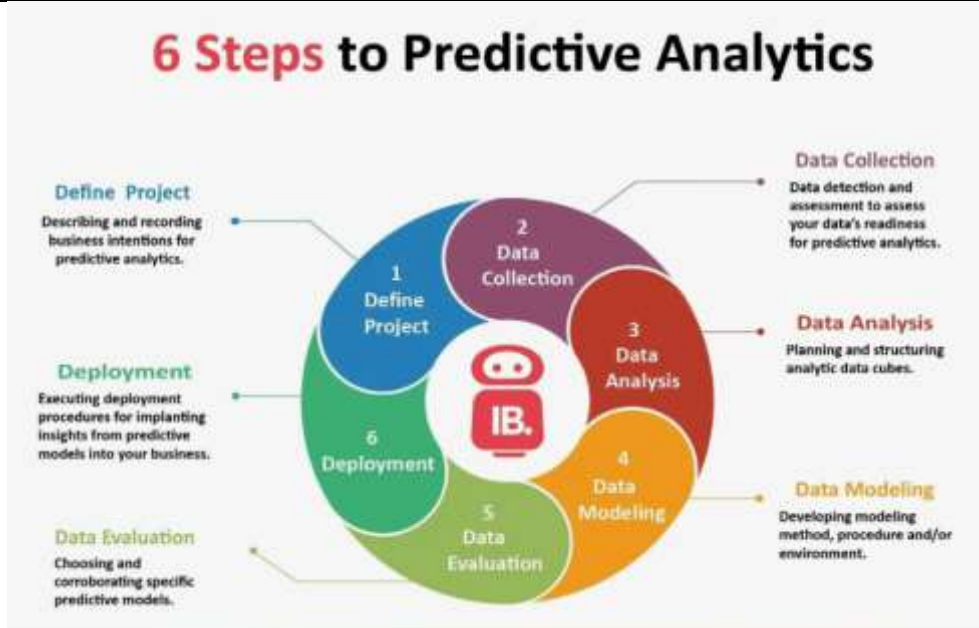 6 Steps to Predictive Analytics
Define Project
Describing and recording
business intentions for
predictive analytics.
Data Collection
Data detection and
assessment to assess
your data's readiness
for predictive analytics.
Data Analysis
Planning and structuring
analytic data cubes.
Data Modeling
Developing modeling
method, procedure and/or
environment.
Data Evaluation
Choosing and
corroborating specific
predictive models.
Deployment
Executing deployment
procedures for implanting
insights from predictive
models into your business.
1
Define
Project
2
Data
Collection
3
Data
Analysis
4
Data
Modeling
5
Data
Evaluation
6
Deployment
IB.